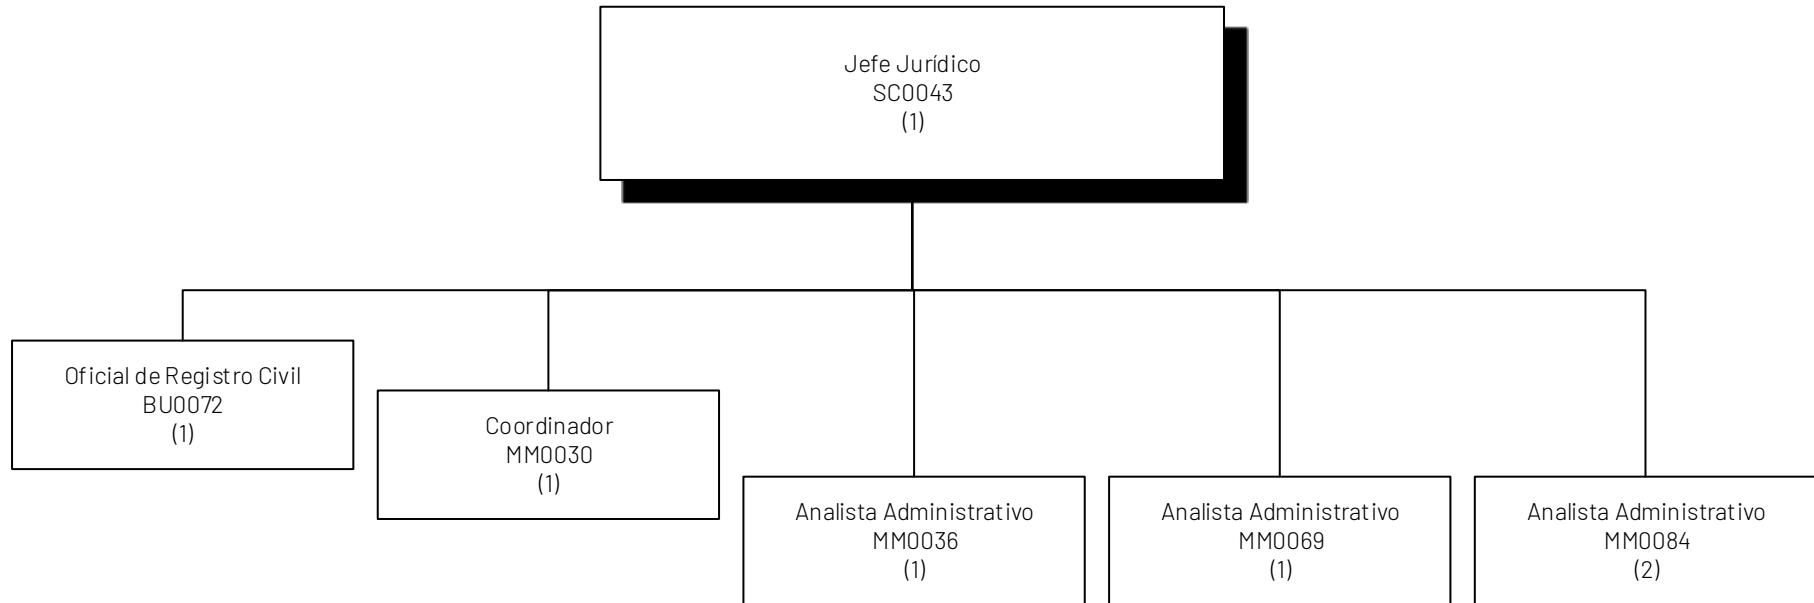 Jefe Jurídico
SC0043
(1)
Oficial de Registro Civil
BU0072
(1)
Coordinador
MM0030
(1)
Analista Administrativo
MM0036
(1)
Analista Administrativo
MM0069
(1)
Analista Administrativo
MM0084
(2)